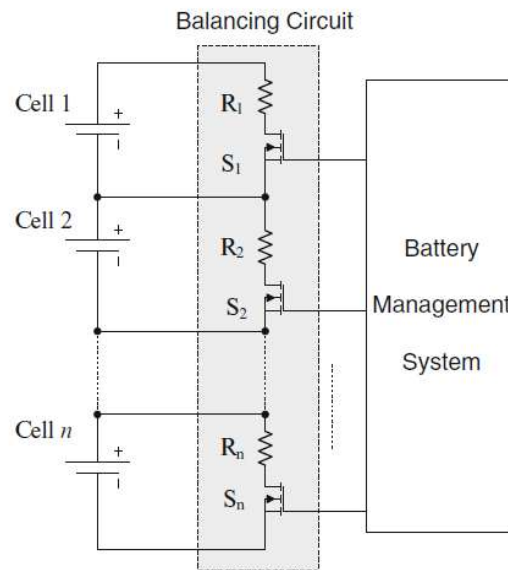 Balancing Circuit
Cell 1
+
R1
S1
Cell 2
+
R2
S2
Battery
Management
System
Cell n
+
Rn
Sn